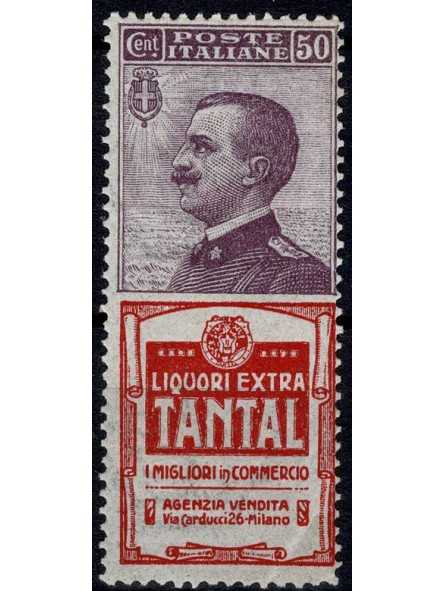 Cent POSTE ITALIANE 50
LIQUORI EXTRA
TANTAL
I MIGLIORI in COMMERCIO
AGENZIA VENDITA
Via Carducci 26-Milano